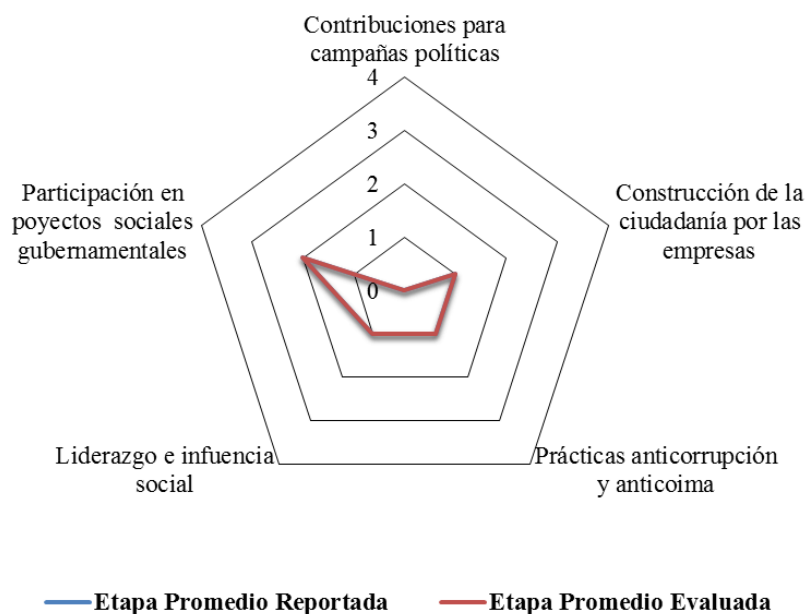 Contribuciones para
campañas políticas
4
3
2
1
0
Construcción de la
ciudadanía por las
empresas
Prácticas anticorrupción
y anticoima
Liderazgo e infuencia
social
Participación en
poyectos sociales
gubernamentales
Etapa Promedio Reportada
Etapa Promedio Evaluada